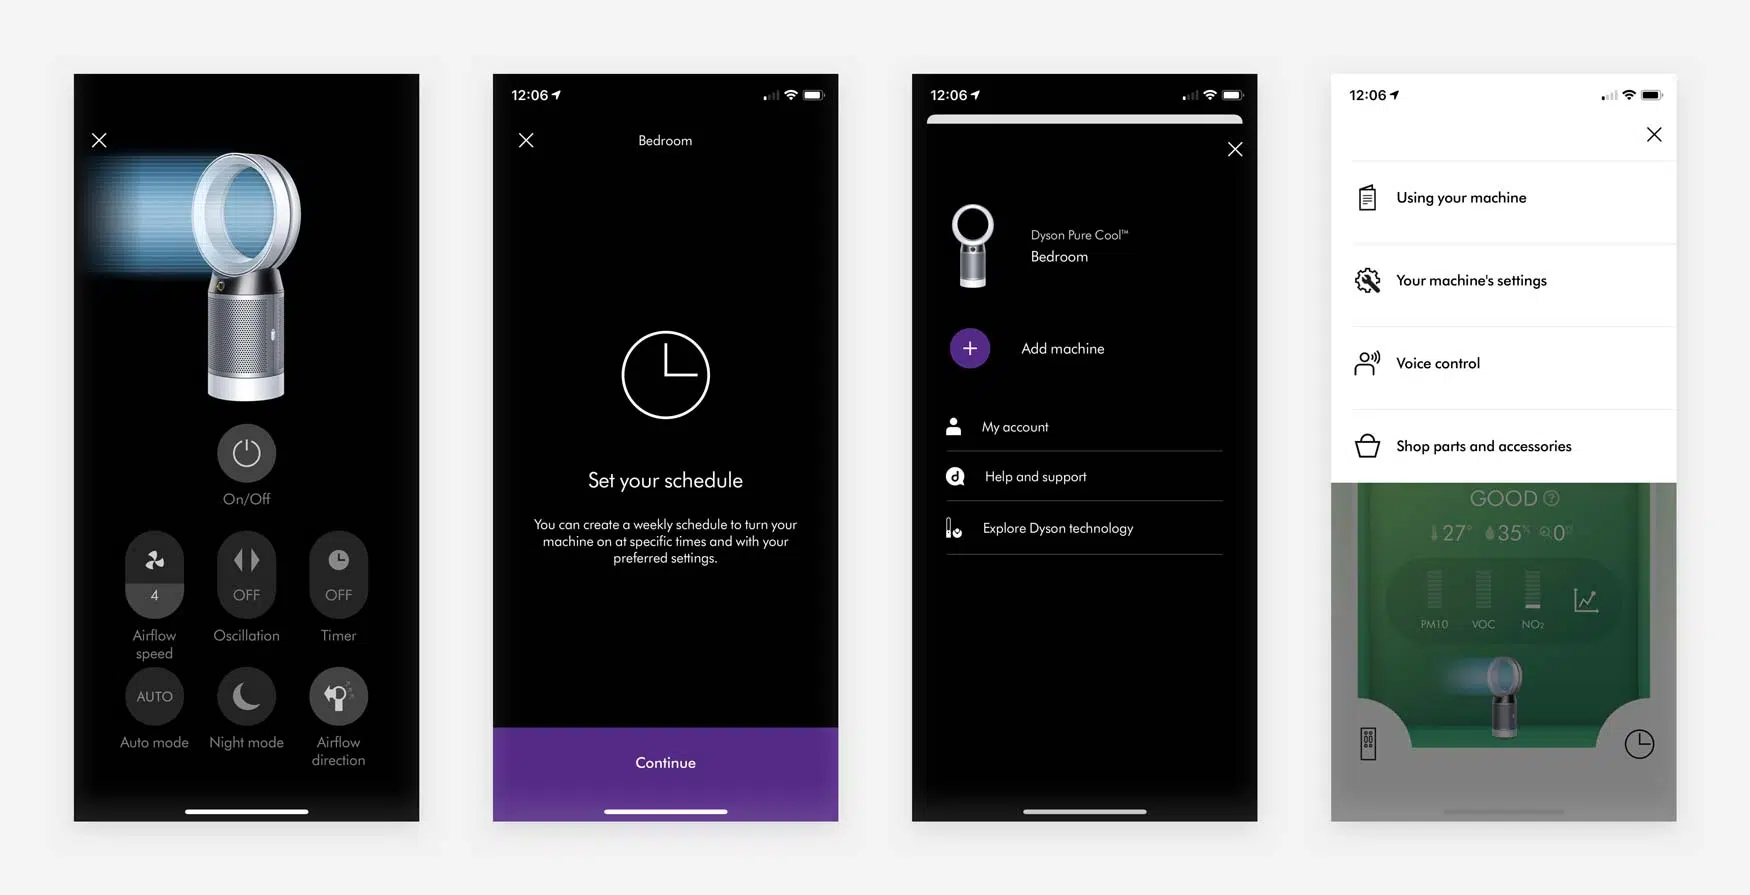 On/Off
4
OFF
OFF
Airflow
speed
Oscillation
Timer
AUTO
Auto mode
Night mode
Airflow
direction
12:06
Bedroom
Set your schedule
You can create a weekly schedule to turn your
machine on at specific times and with your
preferred settings.
Continue
12:06
Dyson Pure Cool™
Bedroom
Add machine
My account
Help and support
Explore Dyson technology
12:06
Using your machine
Your machine's settings
Voice control
Shop parts and accessories
GOOD
27° 35% 0°
PM10 VOC NO₂